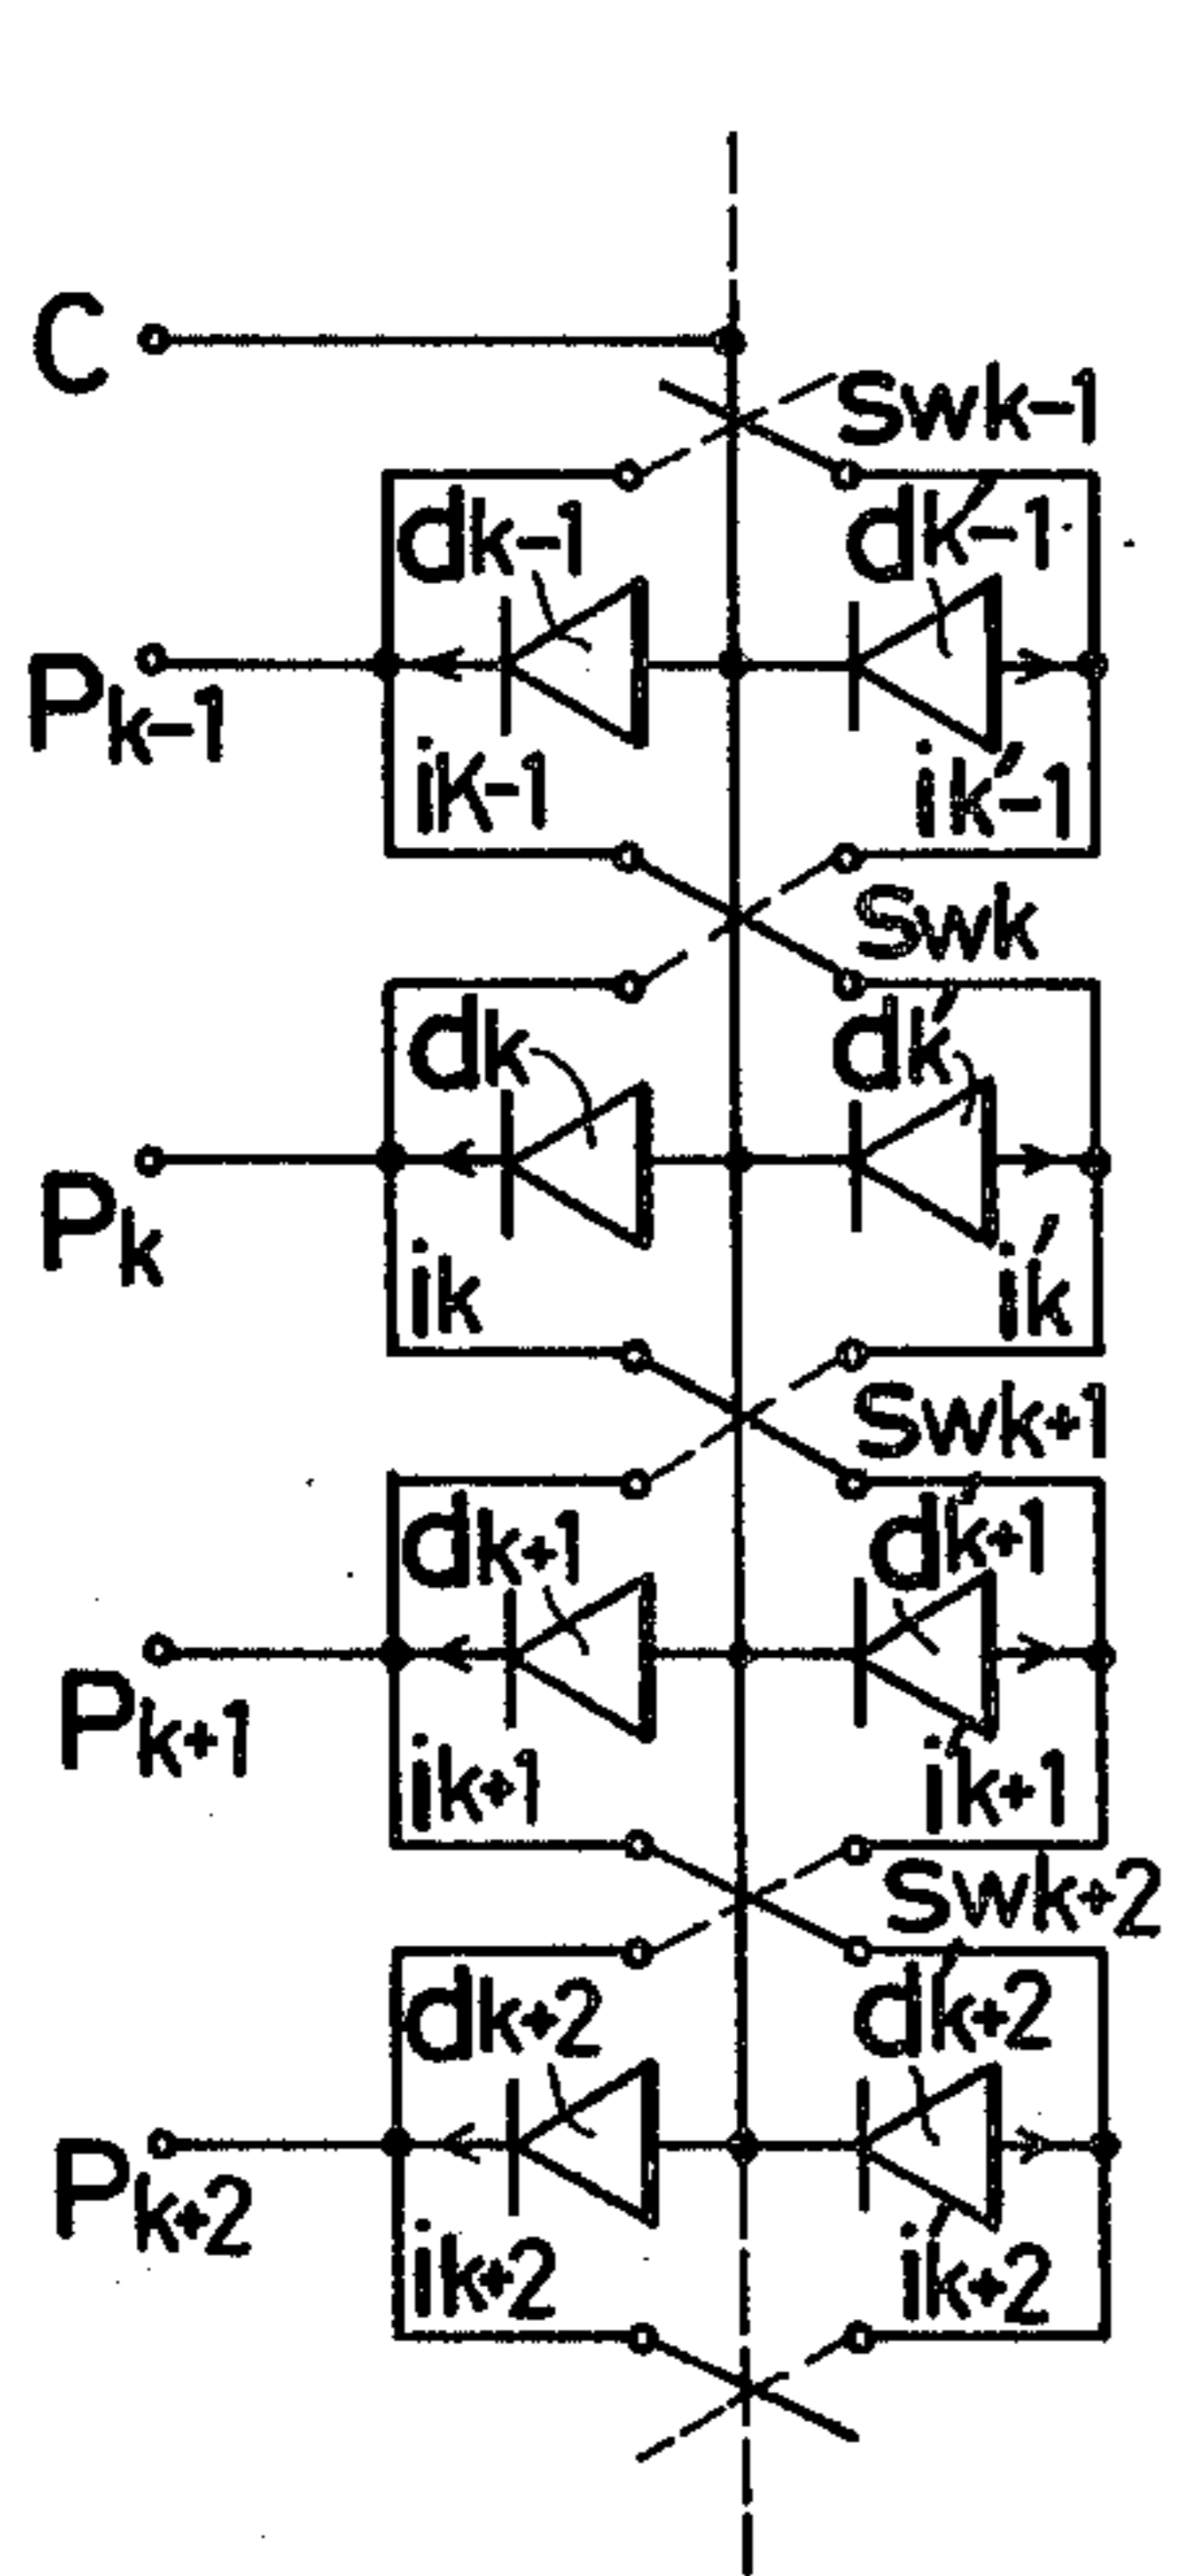 C
swk-1
dk-1
dk'-1
Pk-1
iK-1
ik'-1
swk
dk
dk'
Pk
ik
ik'
swk+1
dk+1
dk'+1
Pk+1
ik+1
ik'+1
swk+2
dk+2
dk'+2
Pk+2
ik+2
ik'+2